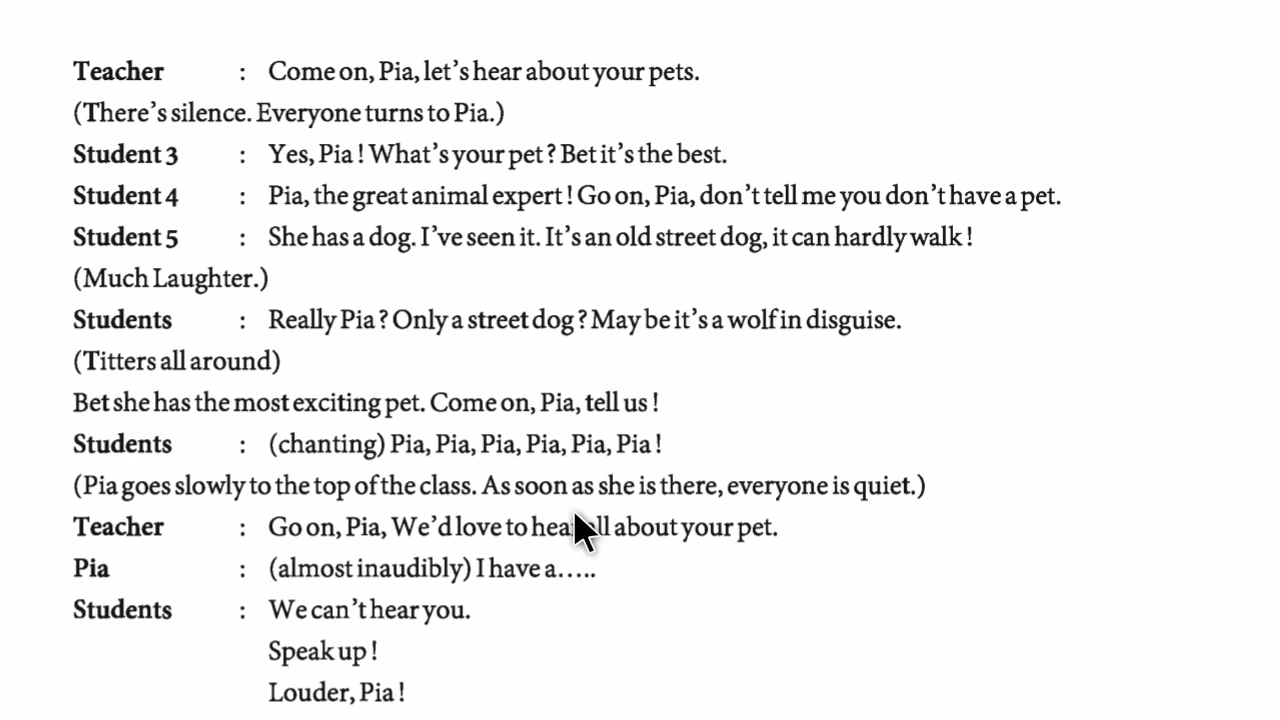 Teacher : Come on, Pia, let's hear about your pets.
(There's silence. Everyone turns to Pia.)
Student 3 : Yes, Pia ! What's your pet ? Bet it's the best.
Student 4 : Pia, the great animal expert ! Go on, Pia, don't tell me you don't have a pet.
Student 5 : She has a dog. I've seen it. It's an old street dog, it can hardly walk !
(Much Laughter.)
Students : Really Pia ? Only a street dog ? May be it's a wolf in disguise.
(Titters all around)
Bet she has the most exciting pet. Come on, Pia, tell us !
Students : (chanting) Pia, Pia, Pia, Pia, Pia, Pia !
(Pia goes slowly to the top of the class. As soon as she is there, everyone is quiet.)
Teacher : Go on, Pia, We'd love to hear all about your pet.
Pia : (almost inaudibly) I have a.....
Students : We can't hear you.
Speak up !
Louder, Pia !